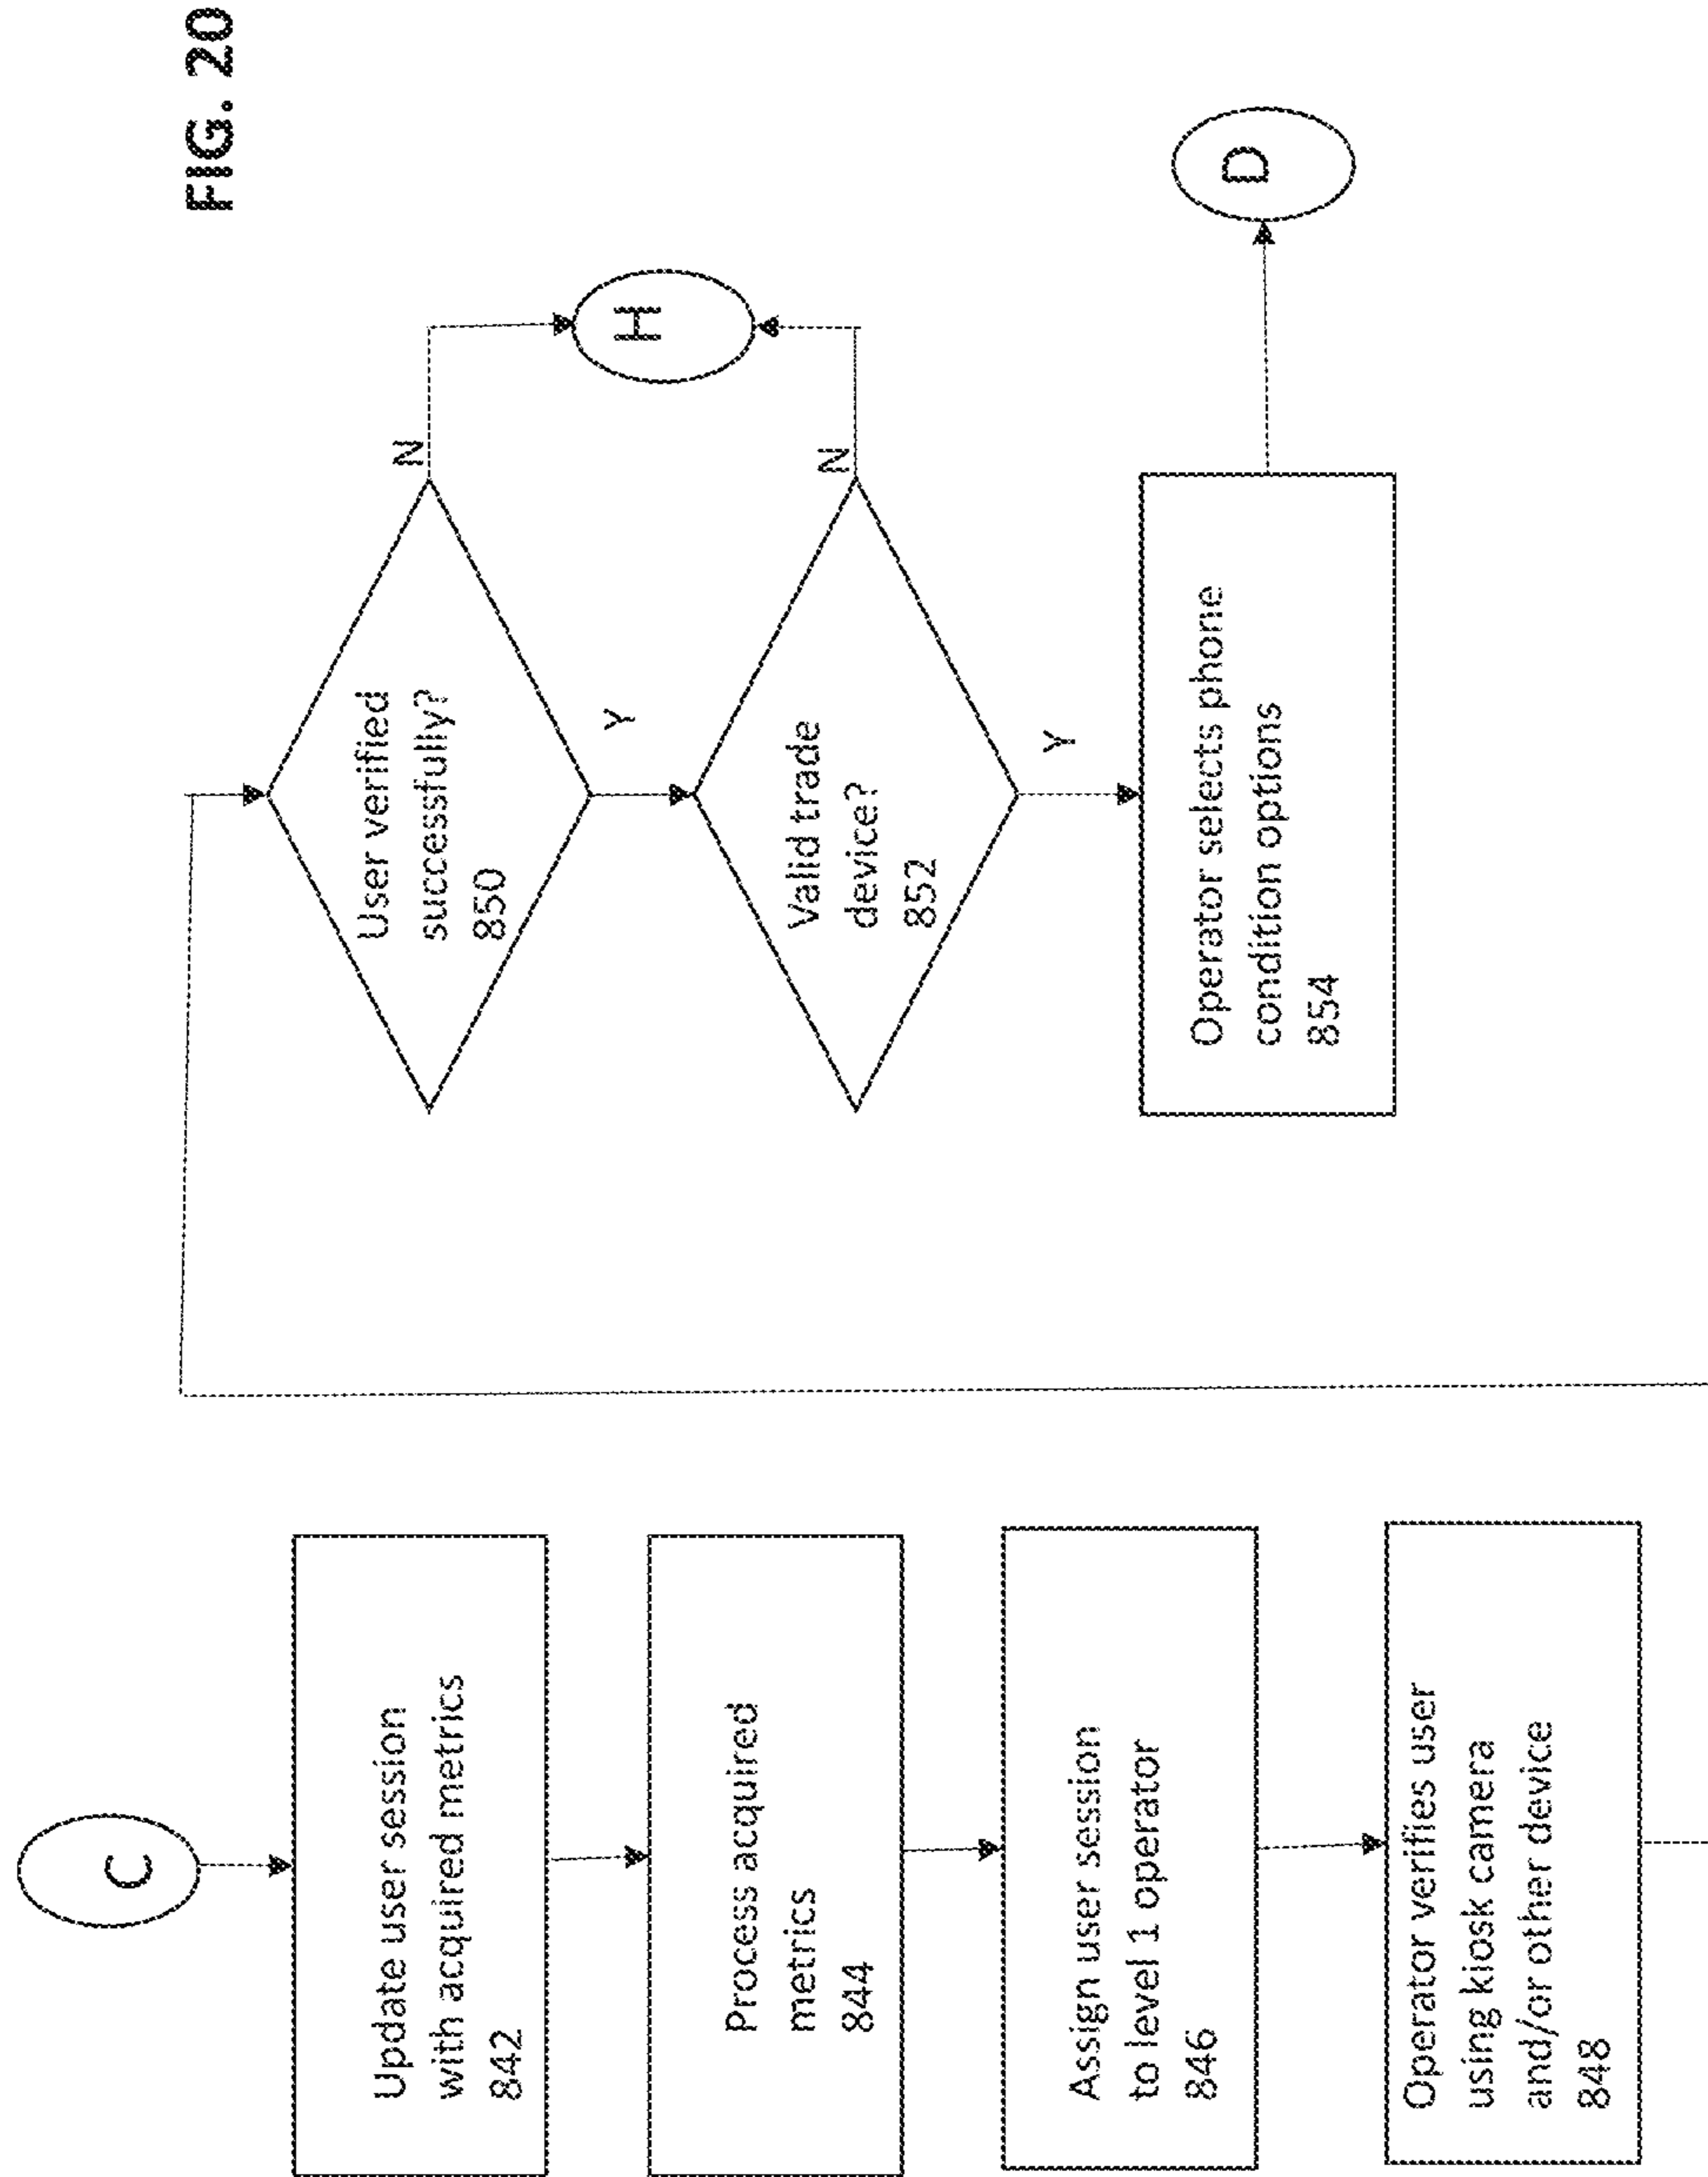 FIG. 20
C
Update user session
with acquired metrics
842
Process acquired
metrics
844
Assign user session
to level 1 operator
846
Operator verifies user
using kiosk camera
and/or other device
848
User verified
successfully?
850
N
Y
H
Valid trade
device?
852
N
Y
Operator selects phone
condition options
854
D